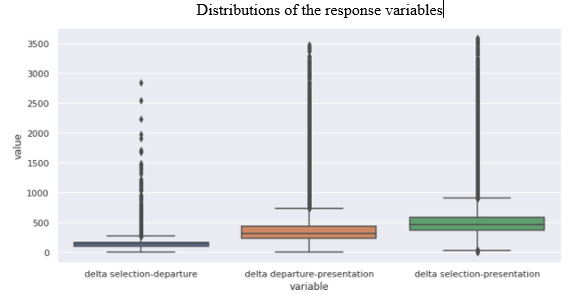 Distributions of the response variables
3500
3000
2500
2000
1500
1000
500
0
value
delta selection-departure
delta departure-presentation
delta selection-presentation
variable